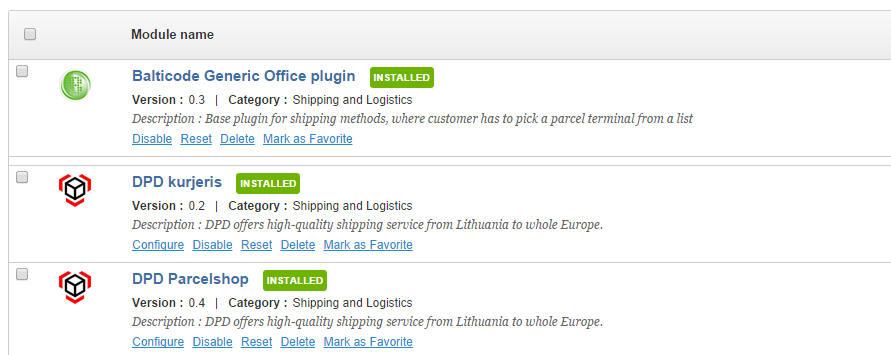 Module name
Balticode Generic Office plugin INSTALLED
Version : 0.3 | Category : Shipping and Logistics
Description : Base plugin for shipping methods, where customer has to pick a parcel terminal from a list
Disable Reset Delete Mark as Favorite
DPD kurjeris INSTALLED
Version : 0.2 | Category : Shipping and Logistics
Description : DPD offers high-quality shipping service from Lithuania to whole Europe.
Configure Disable Reset Delete Mark as Favorite
DPD Parcelshop INSTALLED
Version : 0.4 | Category : Shipping and Logistics
Description : DPD offers high-quality shipping service from Lithuania to whole Europe.
Configure Disable Reset Delete Mark as Favorite